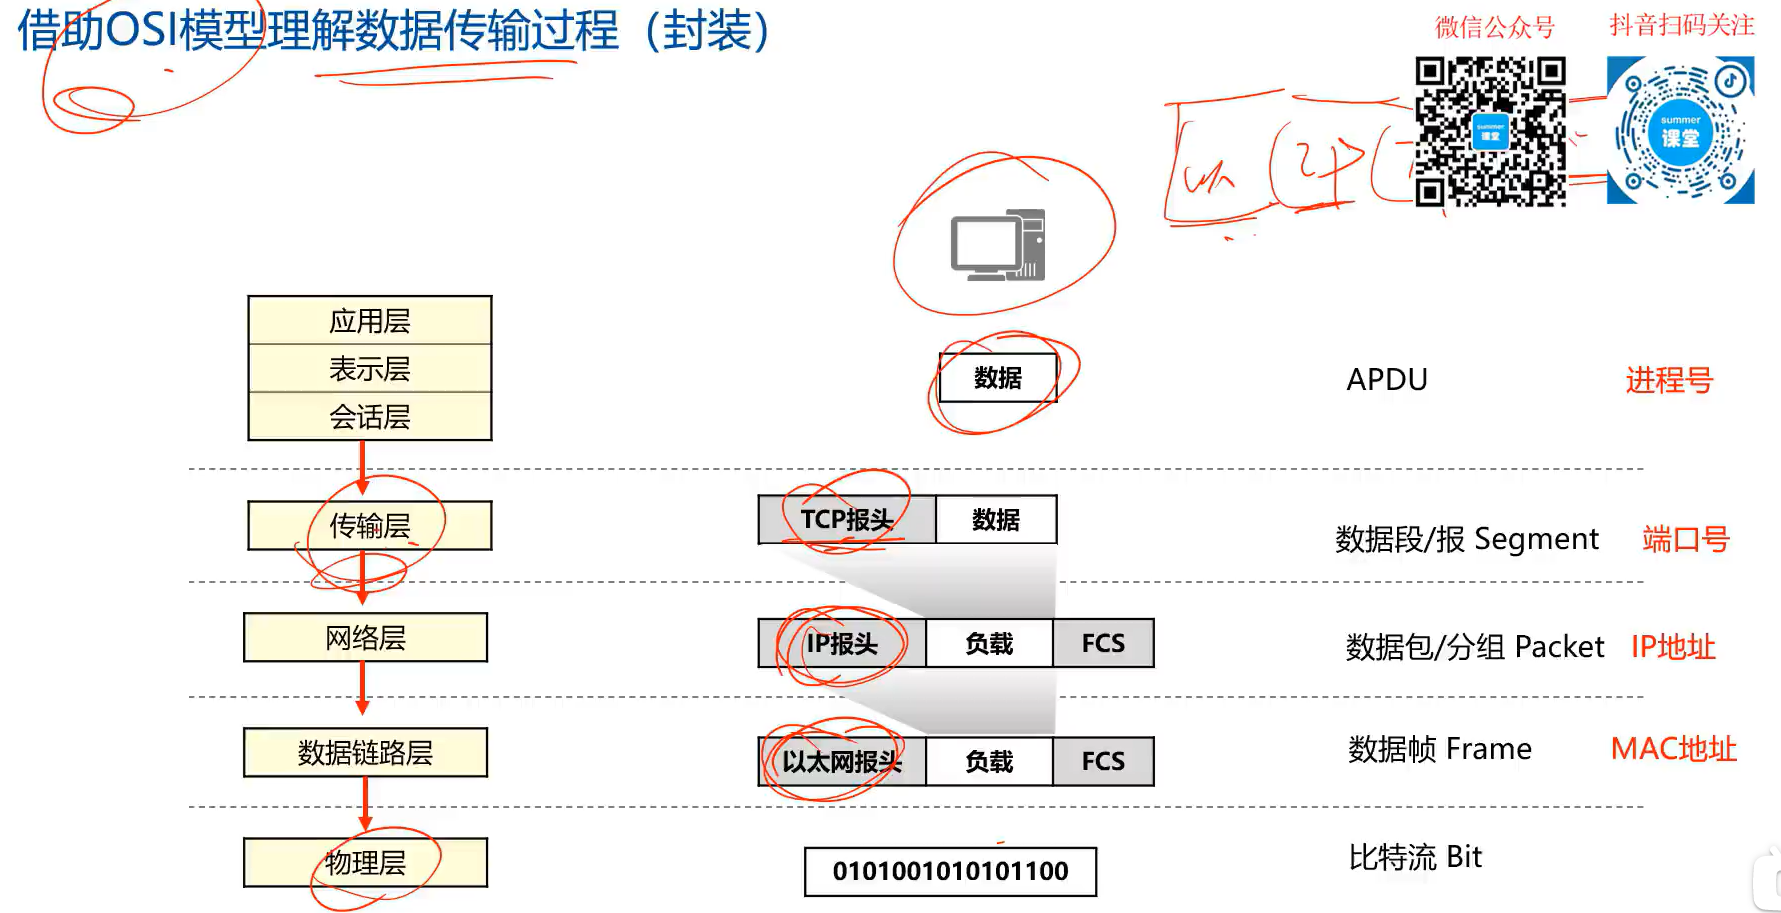 借助OSI模型理解数据传输过程（封装）
微信公众号
抖音扫码关注
summer
课堂
summer
课堂
应用层
表示层
会话层
数据
APDU
进程号
传输层
TCP报头
数据
数据段/报 Segment
端口号
网络层
IP报头
负载
FCS
数据包/分组 Packet
IP地址
数据链路层
以太网报头
负载
FCS
数据帧 Frame
MAC地址
物理层
0101001010101100
比特流 Bit